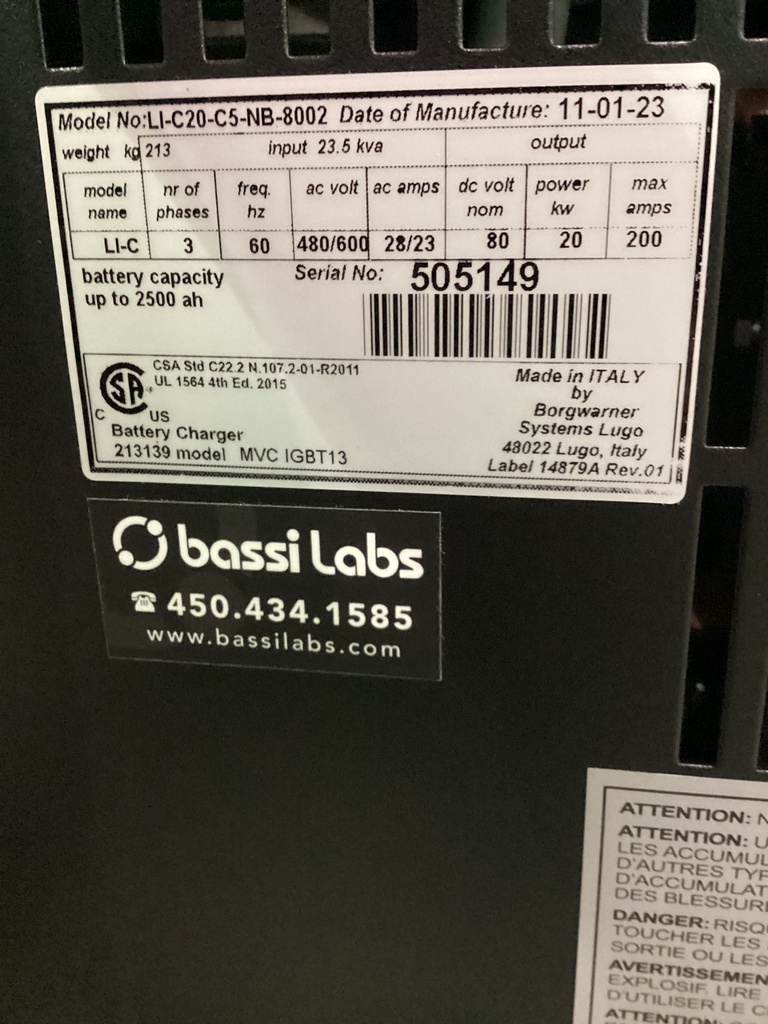 Model No:LI-C20-C5-NB-8002 Date of Manufacture: 11-01-23
weight kg 213 input 23.5 kva output
model name nr of phases freq. hz ac volt ac amps dc volt nom power kw max amps
LI-C 3 60 480/600 28/23 80 20 200
battery capacity up to 2500 ah
Serial No: 505149
CSA Std C22.2 N.107.2-01-R2011
UL 1564 4th Ed. 2015
CSA
C US
Battery Charger
213139 model MVC IGBT13
Made in ITALY
by
Borgwarner
Systems Lugo
48022 Lugo, Italy
Label 14879A Rev.01
bassi Labs
☎ 450.434.1585
www.bassilabs.com
ATTENTION: N
ATTENTION: U
LES ACCUMUL
D'AUTRES TYP
D'ACCUMULAT
DES BLESSUR
DANGER: RISQU
TOUCHER LES
SORTIE OU LES
AVERTISSEMEN
EXPLOSIF. LIRE
D'UTILISER LE C
ATTENTION: